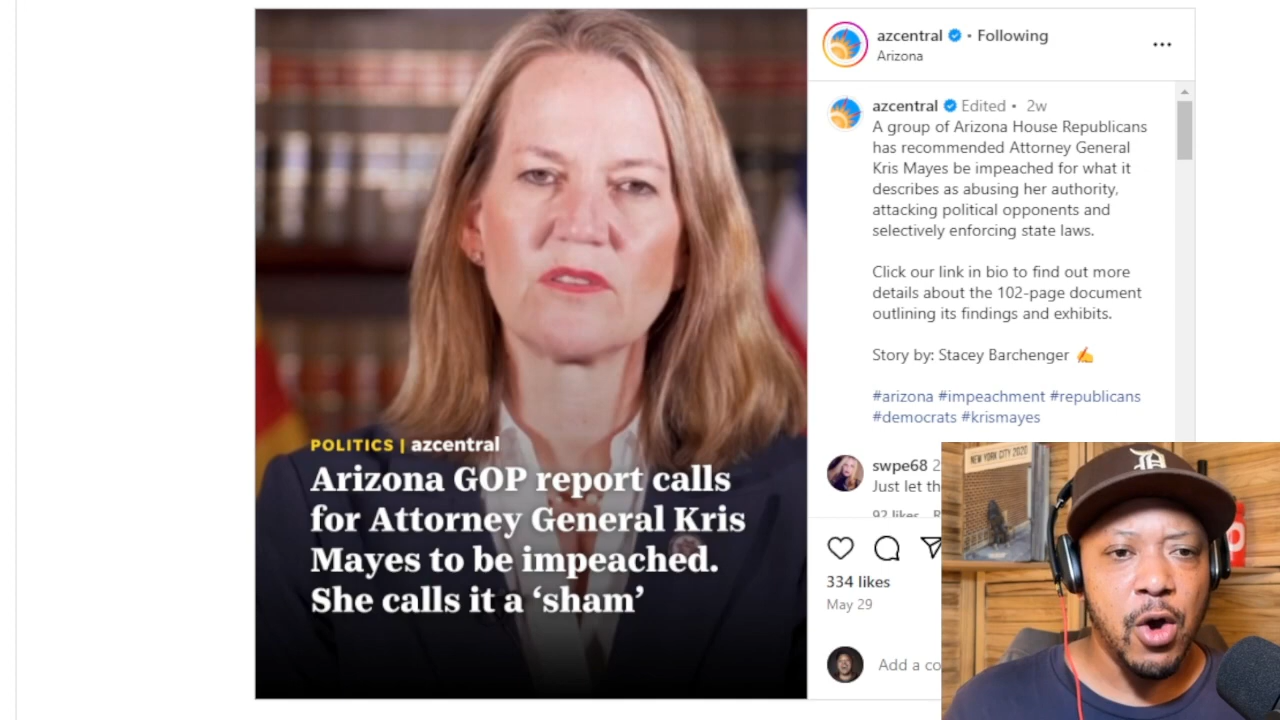 POLITICS | azcentral
Arizona GOP report calls
for Attorney General Kris
Mayes to be impeached.
She calls it a ‘sham’
azcentral • Following
Arizona
azcentral Edited • 2w
A group of Arizona House Republicans
has recommended Attorney General
Kris Mayes be impeached for what it
describes as abusing her authority,
attacking political opponents and
selectively enforcing state laws.
Click our link in bio to find out more
details about the 102-page document
outlining its findings and exhibits.
Story by: Stacey Barchenger ✍
#arizona #impeachment #republicans
#democrats #krismayes
swpe68
Just let
92 likes
334 likes
May 29
Add a
NEW YORK CITY 2020
D